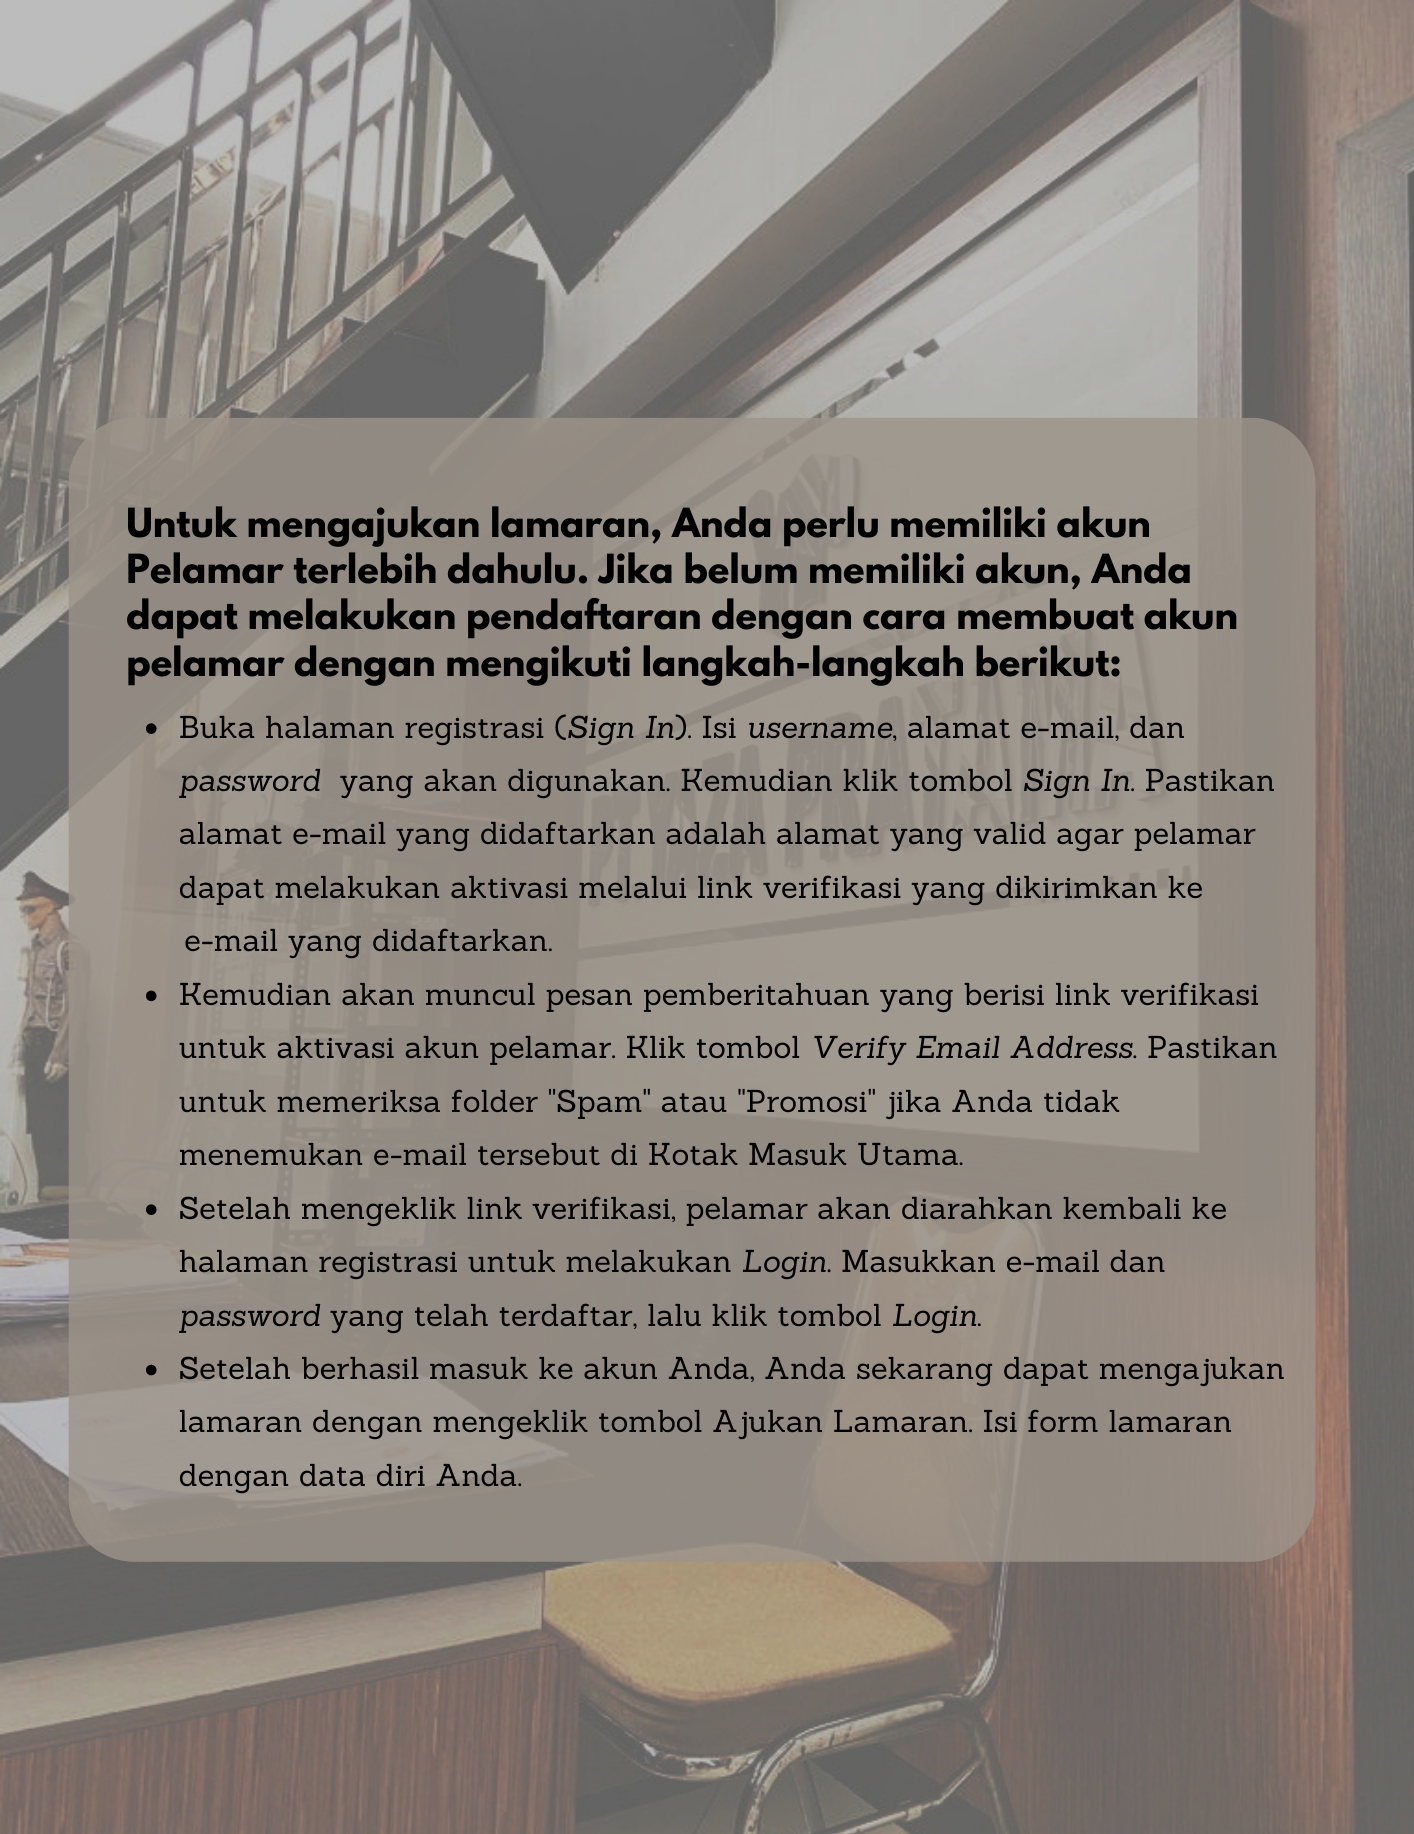 Untuk mengajukan lamaran, Anda perlu memiliki akun
Pelamar terlebih dahulu. Jika belum memiliki akun, Anda
dapat melakukan pendaftaran dengan cara membuat akun
pelamar dengan mengikuti langkah-langkah berikut:
• Buka halaman registrasi (Sign In). Isi username, alamat e-mail, dan
password yang akan digunakan. Kemudian klik tombol Sign In. Pastikan
alamat e-mail yang didaftarkan adalah alamat yang valid agar pelamar
dapat melakukan aktivasi melalui link verifikasi yang dikirimkan ke
e-mail yang didaftarkan.
• Kemudian akan muncul pesan pemberitahuan yang berisi link verifikasi
untuk aktivasi akun pelamar. Klik tombol Verify Email Address. Pastikan
untuk memeriksa folder "Spam" atau "Promosi" jika Anda tidak
menemukan e-mail tersebut di Kotak Masuk Utama.
• Setelah mengeklik link verifikasi, pelamar akan diarahkan kembali ke
halaman registrasi untuk melakukan Login. Masukkan e-mail dan
password yang telah terdaftar, lalu klik tombol Login.
• Setelah berhasil masuk ke akun Anda, Anda sekarang dapat mengajukan
lamaran dengan mengeklik tombol Ajukan Lamaran. Isi form lamaran
dengan data diri Anda.